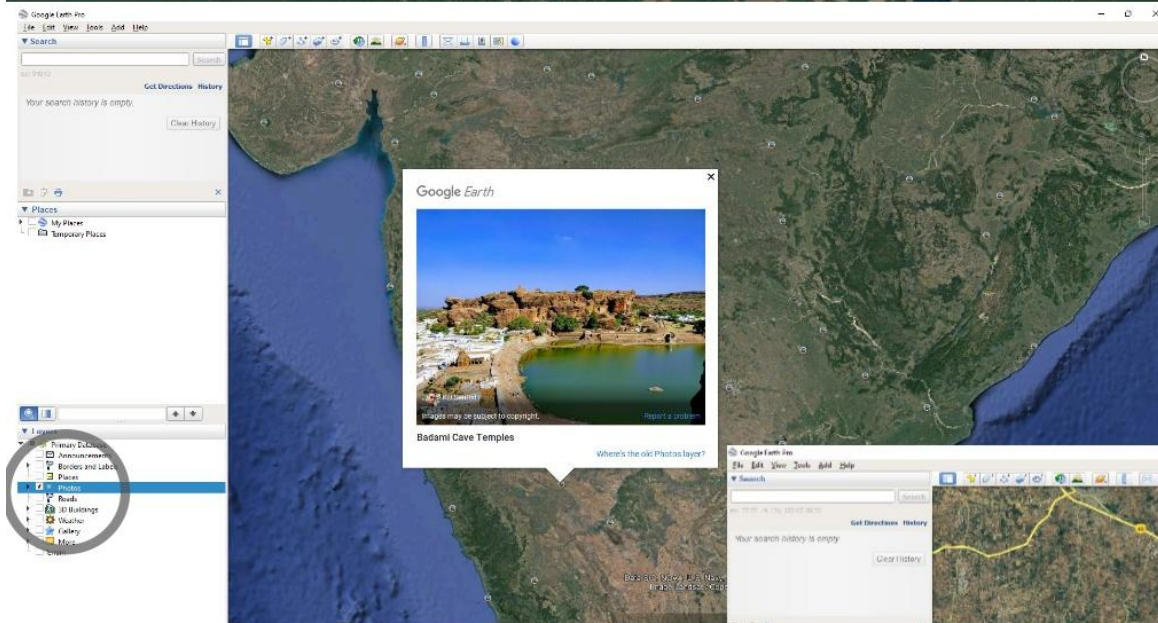 Google Earth Pro
File Edit View Tools Add Help
Search
Search
Get Directions History
Your search history is empty.
Clear History
Places
My Places
Temporary Places
Layers
Primary Database
Announcements
Borders and Labels
Places
Photos
Roads
3D Buildings
Weather
Gallery
More
Terrain
Google Earth
Images may be subject to copyright.
Report a problem
Badami Cave Temples
Where's the old Photos layer?
Google Earth Pro
File Edit View Tools Add Help
Search
Search
Get Directions History
Your search history is empty
Clear History